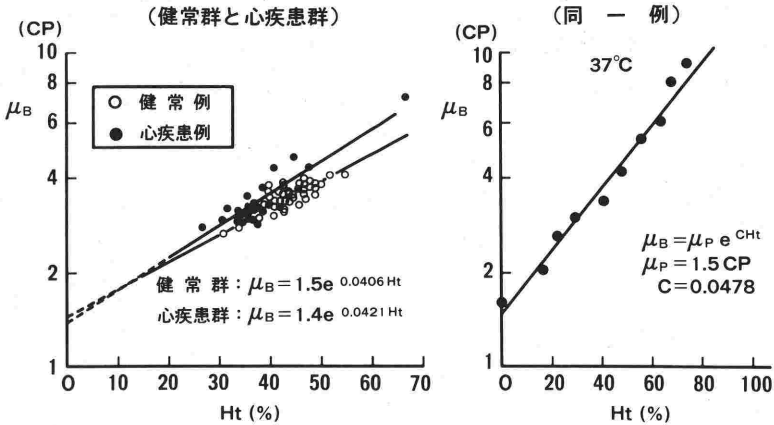 (健常群と心疾患群)
(CP)
10
8
μB
6
4
2
1
○ 健 常 例
● 心疾患例
健 常 群 : μB=1.5e 0.0406 Ht
心疾患群 : μB=1.4e 0.0421 Ht
0 10 20 30 40 50 60 70
Ht (%)
(同 一 例)
(CP)
10
8
μB
6
4
2
1
37°C
μB=μP e CHt
μP=1.5 CP
C=0.0478
0 20 40 60 80 100
Ht (%)